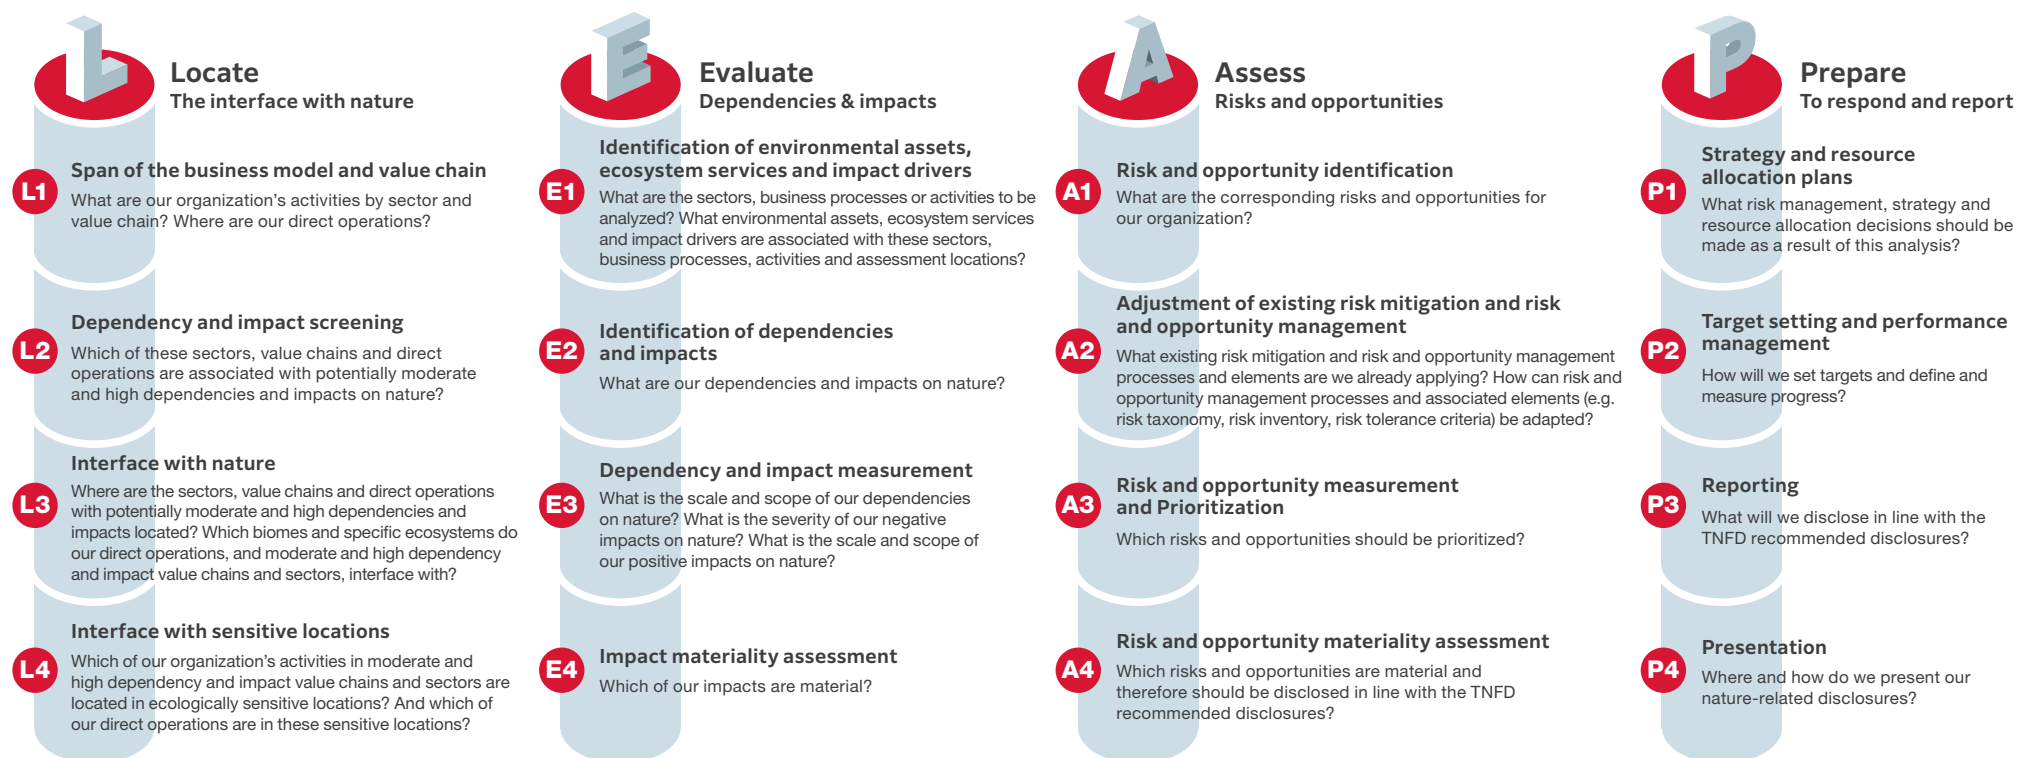 L
Locate
The interface with nature
L1
Span of the business model and value chain
What are our organization's activities by sector and
value chain? Where are our direct operations?
L2
Dependency and impact screening
Which of these sectors, value chains and direct
operations are associated with potentially moderate
and high dependencies and impacts on nature?
L3
Interface with nature
Where are the sectors, value chains and direct operations
with potentially moderate and high dependencies and
impacts located? Which biomes and specific ecosystems do
our direct operations, and moderate and high dependency
and impact value chains and sectors, interface with?
L4
Interface with sensitive locations
Which of our organization's activities in moderate and
high dependency and impact value chains and sectors are
located in ecologically sensitive locations? And which of
our direct operations are in these sensitive locations?
E
Evaluate
Dependencies & impacts
E1
Identification of environmental assets,
ecosystem services and impact drivers
What are the sectors, business processes or activities to be
analyzed? What environmental assets, ecosystem services
and impact drivers are associated with these sectors,
business processes, activities and assessment locations?
E2
Identification of dependencies
and impacts
What are our dependencies and impacts on nature?
E3
Dependency and impact measurement
What is the scale and scope of our dependencies
on nature? What is the severity of our negative
impacts on nature? What is the scale and scope of
our positive impacts on nature?
E4
Impact materiality assessment
Which of our impacts are material?
A
Assess
Risks and opportunities
A1
Risk and opportunity identification
What are the corresponding risks and opportunities for
our organization?
A2
Adjustment of existing risk mitigation and risk
and opportunity management
What existing risk mitigation and risk and opportunity management
processes and elements are we already applying? How can risk and
opportunity management processes and associated elements (e.g.
risk taxonomy, risk inventory, risk tolerance criteria) be adapted?
A3
Risk and opportunity measurement
and Prioritization
Which risks and opportunities should be prioritized?
A4
Risk and opportunity materiality assessment
Which risks and opportunities are material and
therefore should be disclosed in line with the TNFD
recommended disclosures?
P
Prepare
To respond and report
P1
Strategy and resource
allocation plans
What risk management, strategy and
resource allocation decisions should be
made as a result of this analysis?
P2
Target setting and performance
management
How will we set targets and define and
measure progress?
P3
Reporting
What will we disclose in line with the
TNFD recommended disclosures?
P4
Presentation
Where and how do we present our
nature-related disclosures?